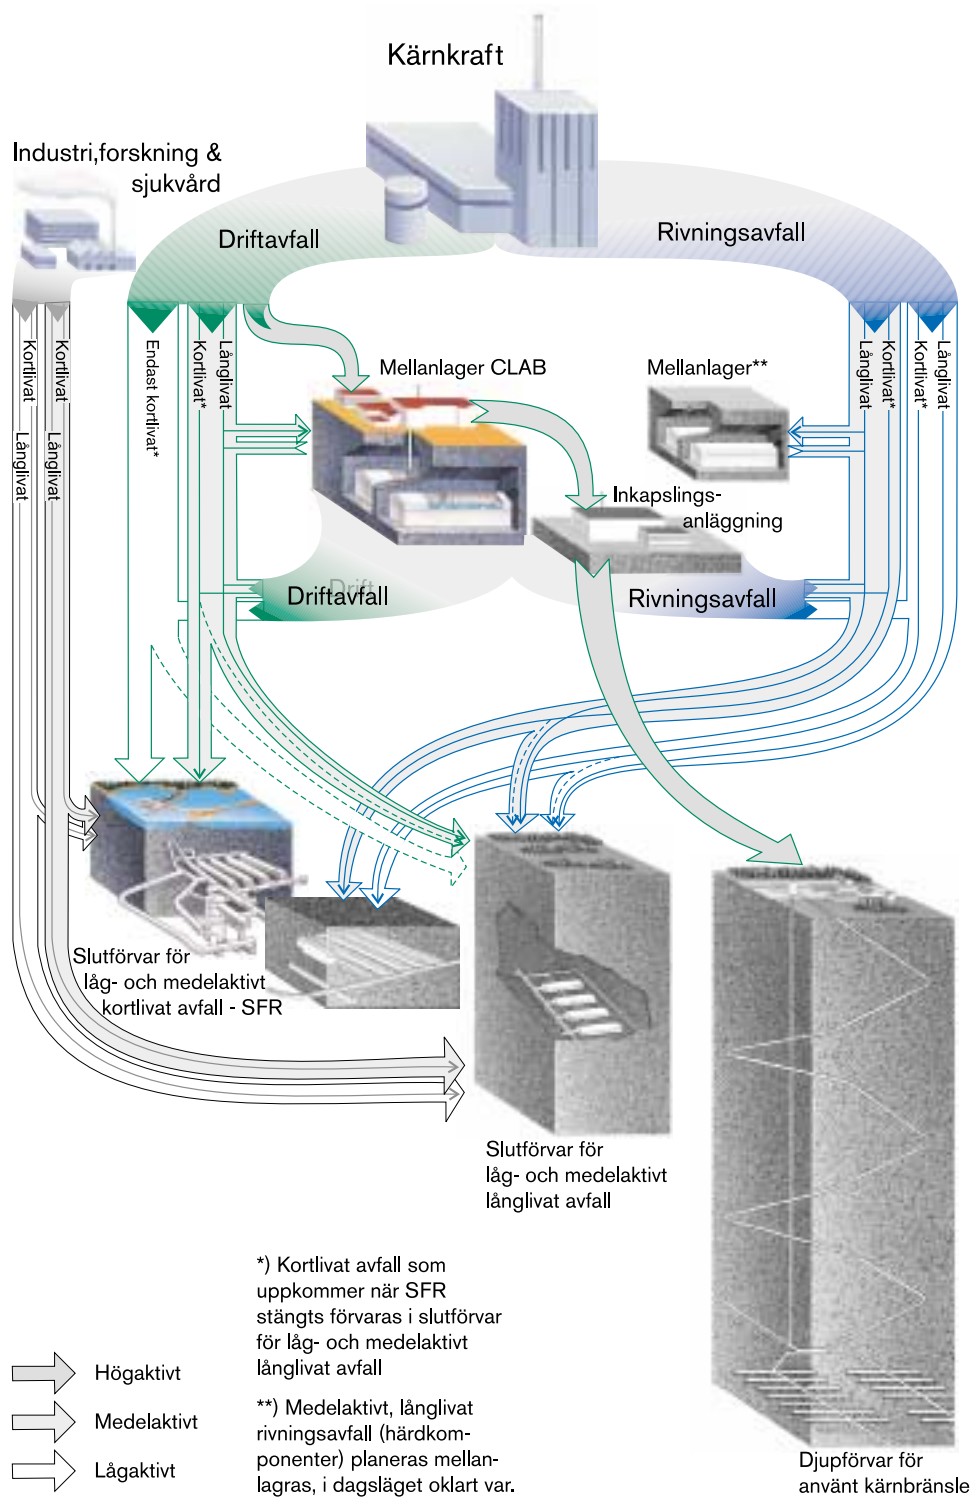 Kärnkraft
Industri,forskning &
sjukvård
Driftavfall
Rivningsavfall
Kortlivat
Långlivat
Kortlivat
Långlivat
Endast kortlivat*
Kortlivat*
Långlivat
Mellanlager CLAB
Mellanlager**
Långlivat
Kortlivat*
Kortlivat*
Långlivat
Inkapslings-
anläggning
Drift
Driftavfall
Rivningsavfall
Slutförvar för
låg- och medelaktivt
kortlivat avfall - SFR
Slutförvar för
låg- och medelaktivt
långlivat avfall
*) Kortlivat avfall som
uppkommer när SFR
stängts förvaras i slutförvar
för låg- och medelaktivt
långlivat avfall
**) Medelaktivt, långlivat
rivningsavfall (härdkom-
ponenter) planeras mellan-
lagras, i dagsläget oklart var.
Högaktivt
Medelaktivt
Lågaktivt
Djupförvar för
använt kärnbränsle